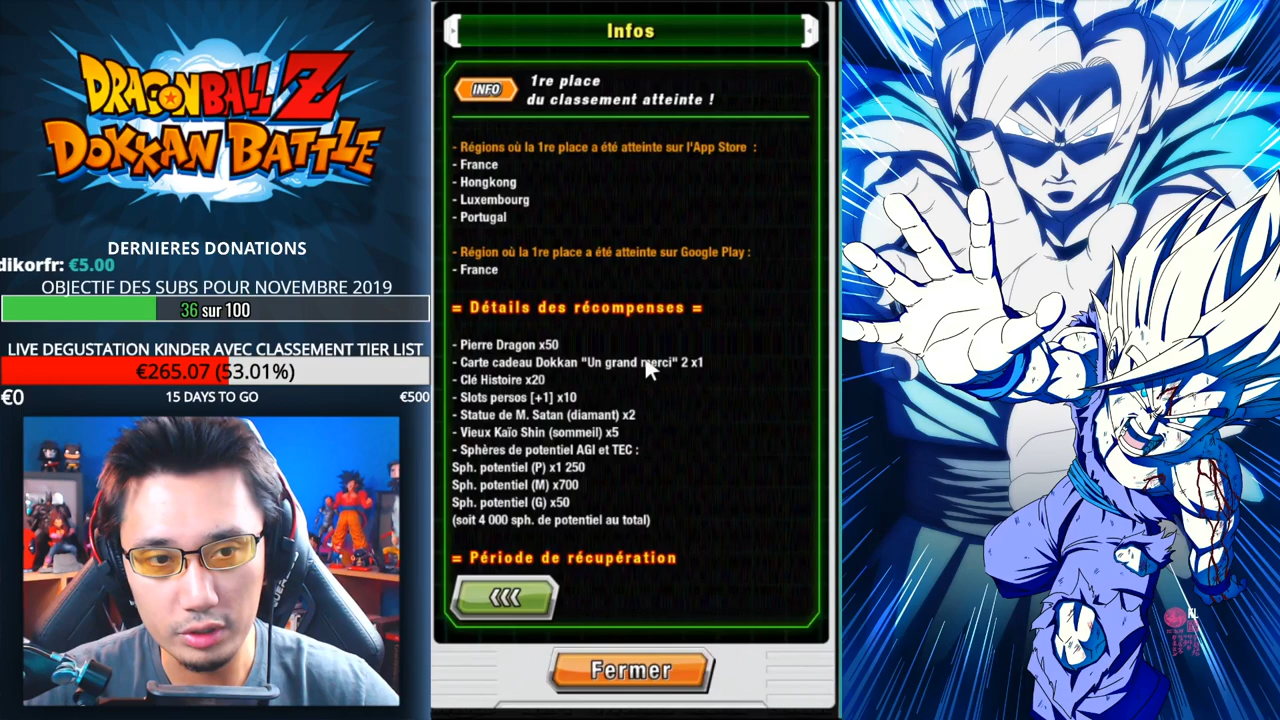 DRAGONBALL Z
DOKKAN BATTLE
DERNIERES DONATIONS
dikorfr: €5.00
OBJECTIF DES SUBS POUR NOVEMBRE 2019
36 sur 100
LIVE DEGUSTATION KINDER AVEC CLASSEMENT TIER LIST
€265.07 (53.01%)
€0
15 DAYS TO GO
€500
Infos
INFO
1re place
du classement atteinte !
- Régions où la 1re place a été atteinte sur l'App Store :
- France
- Hongkong
- Luxembourg
- Portugal
- Région où la 1re place a été atteinte sur Google Play :
- France
= Détails des récompenses =
- Pierre Dragon x50
- Carte cadeau Dokkan "Un grand merci" 2 x1
- Clé Histoire x20
- Slots persos [+1] x10
- Statue de M. Satan (diamant) x2
- Vieux Kaïo Shin (sommeil) x5
- Sphères de potentiel AGI et TEC :
Sph. potentiel (P) x1 250
Sph. potentiel (M) x700
Sph. potentiel (G) x50
(soit 4 000 sph. de potentiel au total)
= Période de récupération
Fermer